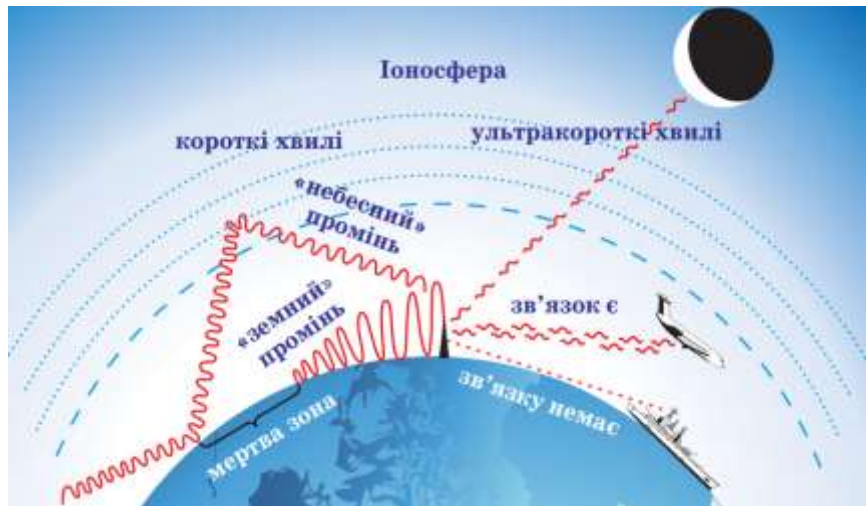 Іоносфера
короткі хвилі
ультракороткі хвилі
«небесний»
промінь
«земний»
промінь
зв’язок є
зв’язку немає
мертва зона